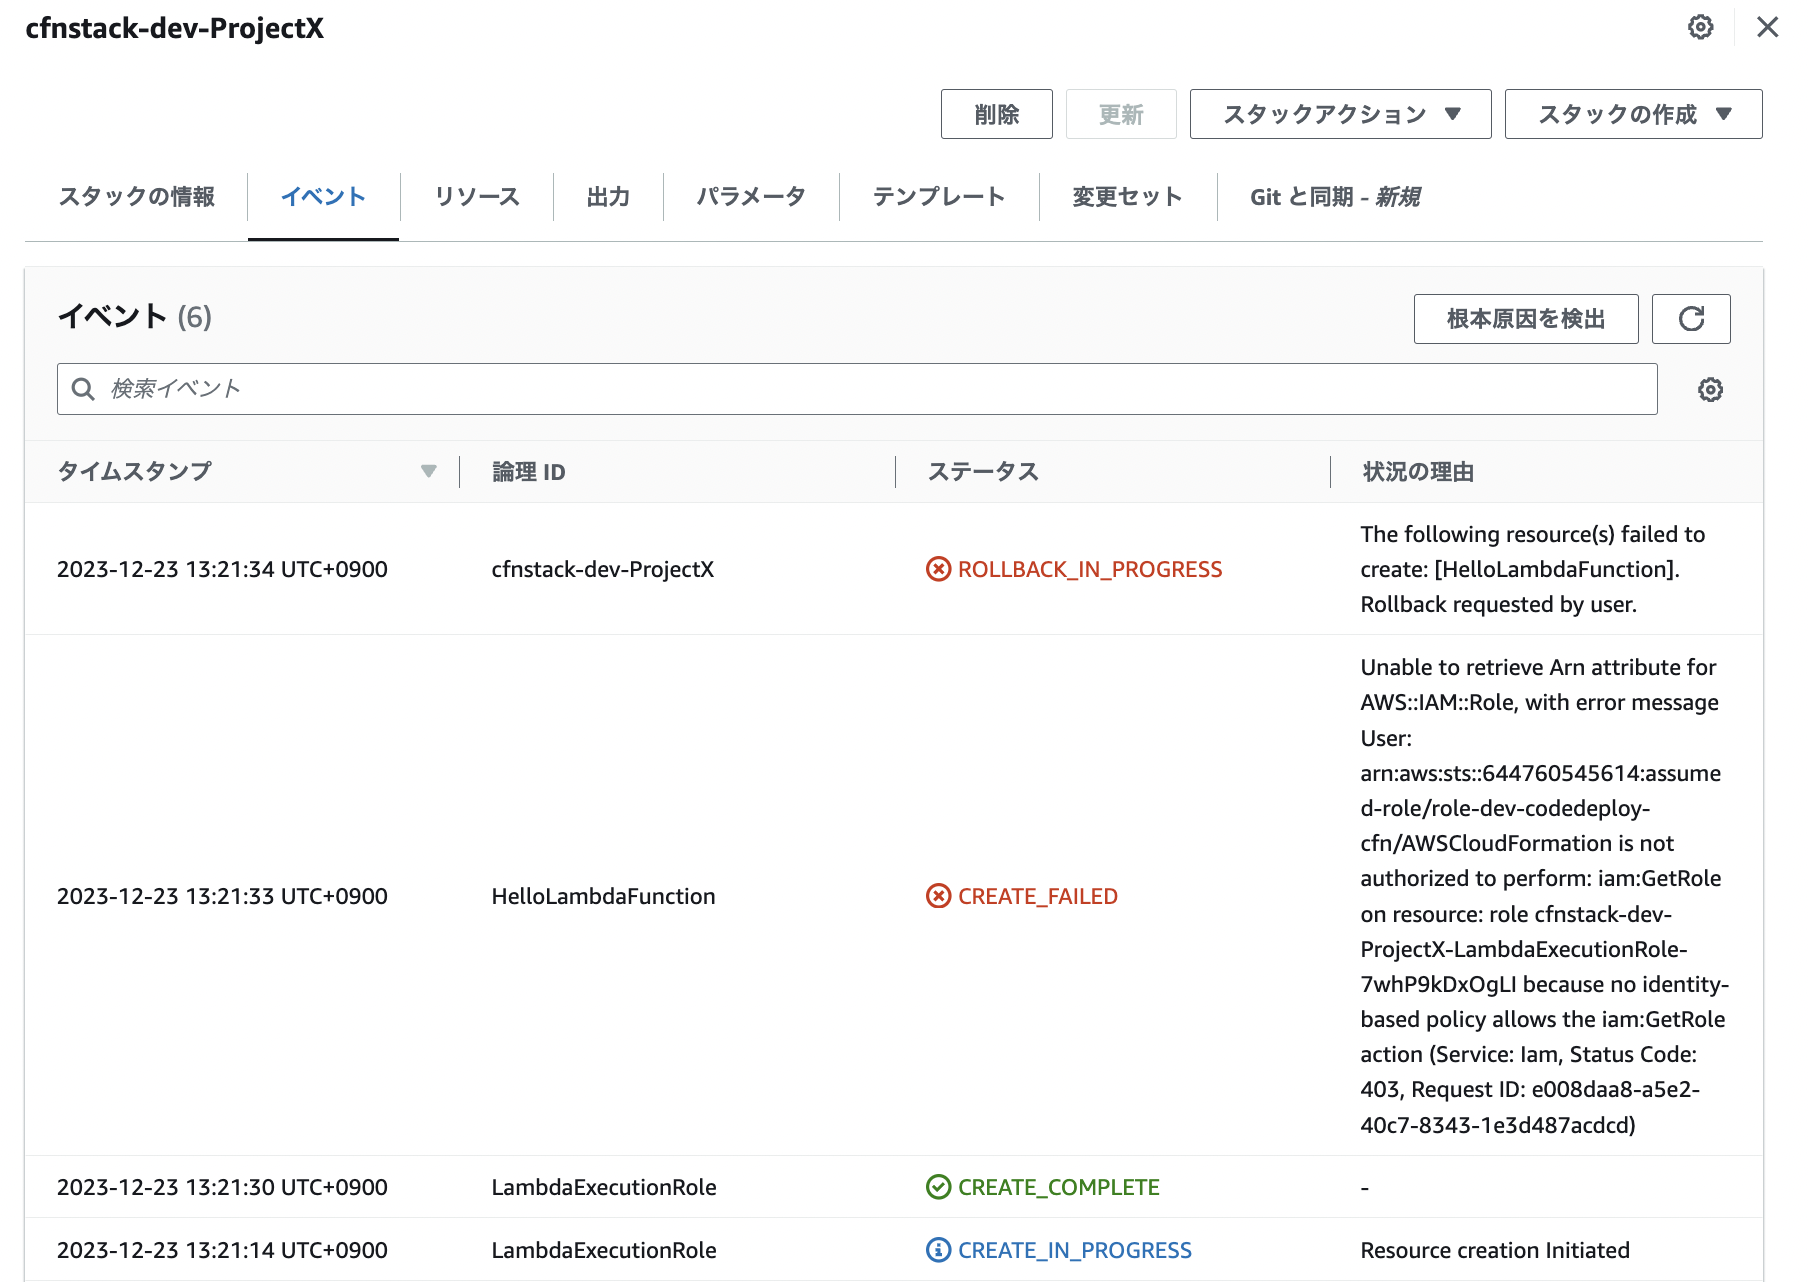 cfnstack-dev-ProjectX
削除 更新 スタックアクション ▼ スタックの作成 ▼
スタックの情報 イベント リソース 出力 パラメータ テンプレート 変更セット Git と同期 - 新規
イベント (6) 根本原因を検出
検索イベント
タイムスタンプ ▼ 論理 ID ステータス 状況の理由
2023-12-23 13:21:34 UTC+0900 cfnstack-dev-ProjectX ROLLBACK_IN_PROGRESS
The following resource(s) failed to
create: [HelloLambdaFunction].
Rollback requested by user.
2023-12-23 13:21:33 UTC+0900 HelloLambdaFunction CREATE_FAILED
Unable to retrieve Arn attribute for
AWS::IAM::Role, with error message
User:
arn:aws:sts::644760545614:assume
d-role/role-dev-codedeploy-
cfn/AWSCloudFormation is not
authorized to perform: iam:GetRole
on resource: role cfnstack-dev-
ProjectX-LambdaExecutionRole-
7whP9kDxOgLI because no identity-
based policy allows the iam:GetRole
action (Service: Iam, Status Code:
403, Request ID: e008daa8-a5e2-
40c7-8343-1e3d487acdcd)
2023-12-23 13:21:30 UTC+0900 LambdaExecutionRole CREATE_COMPLETE -
2023-12-23 13:21:14 UTC+0900 LambdaExecutionRole CREATE_IN_PROGRESS Resource creation Initiated